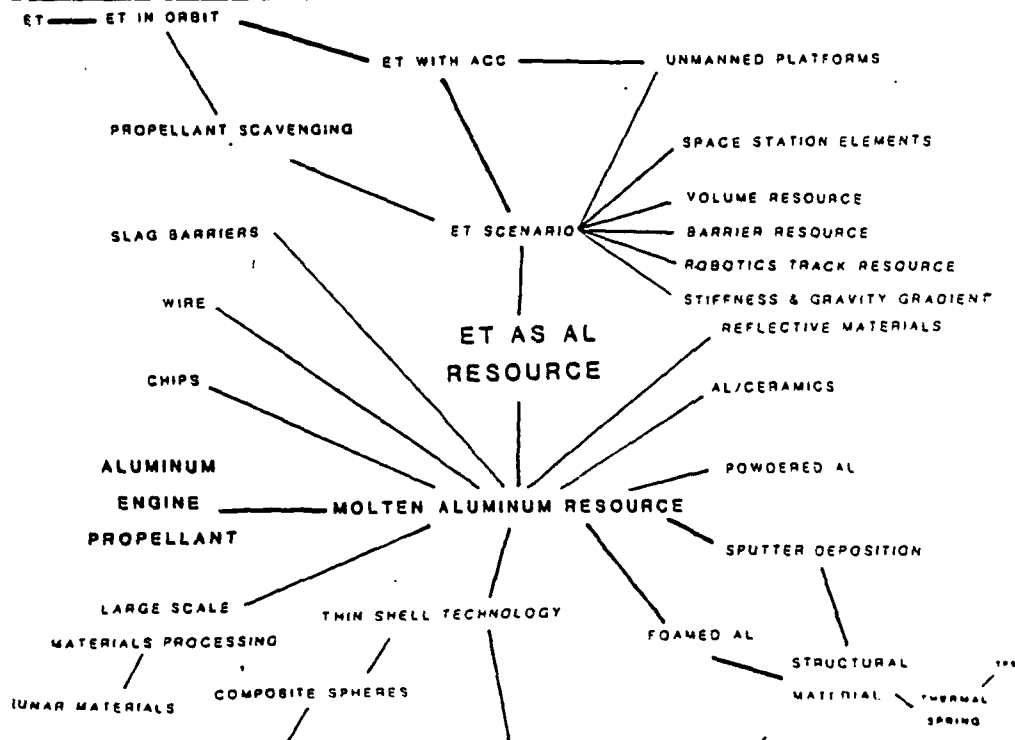 ET ET IN ORBIT
ET WITH ACC UNMANNED PLATFORMS
PROPELLANT SCAVENGING
SPACE STATION ELEMENTS
VOLUME RESOURCE
SLAG BARRIERS ET SCENARIO BARRIER RESOURCE
ROBOTICS TRACK RESOURCE
WIRE STIFFNESS & GRAVITY GRADIENT
REFLECTIVE MATERIALS
ET AS AL
RESOURCE
CHIPS AL/CERAMICS
ALUMINUM
ENGINE
PROPELLANT
POWDERED AL
MOLTEN ALUMINUM RESOURCE
SPUTTER DEPOSITION
LARGE SCALE
MATERIALS PROCESSING
THIN SHELL TECHNOLOGY
FOAMED AL
STRUCTURAL
MATERIAL
THERMAL
SPRING
LUNAR MATERIALS
COMPOSITE SPHERES